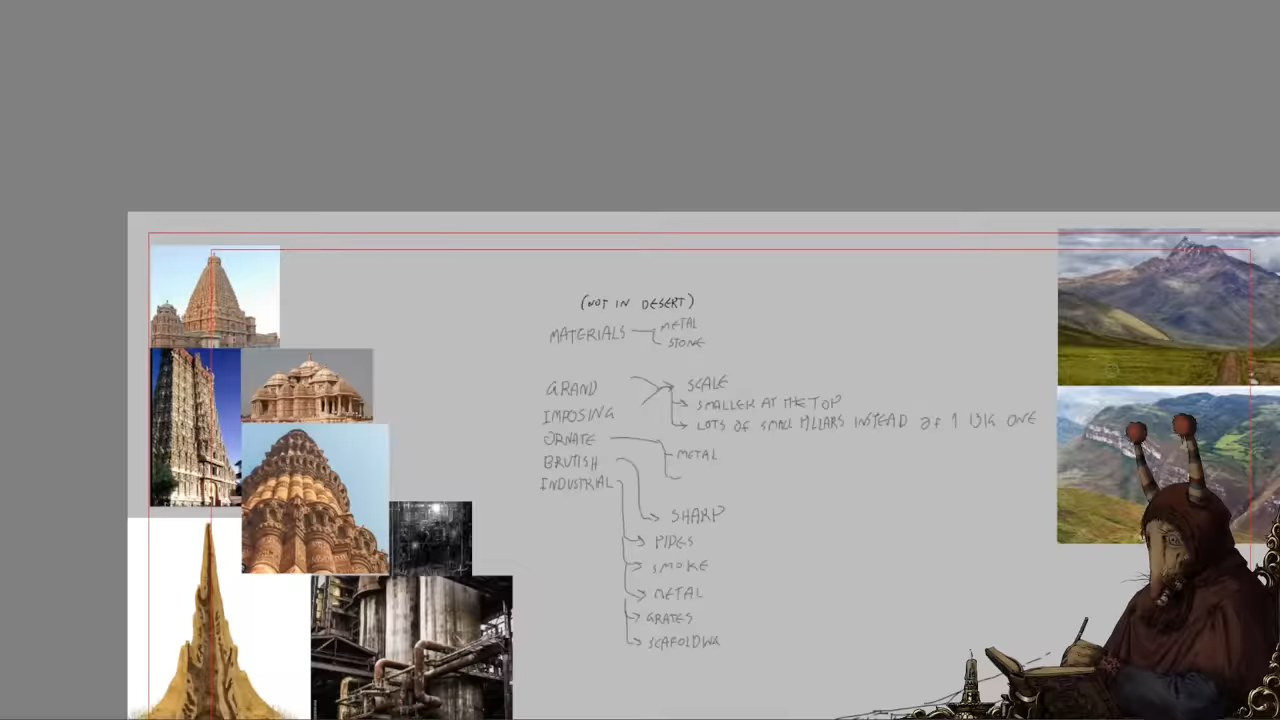 (NOT IN DESERT)
MATERIALS
METAL
STONE
GRAND
IMPOSING
ORNATE
BRUTISH
INDUSTRIAL
SCALE
SMALLER AT THE TOP
LOTS OF SMALL PILLARS INSTEAD OF 1 BIG ONE
METAL
SHARP
PIPES
SMOKE
METAL
GRATES